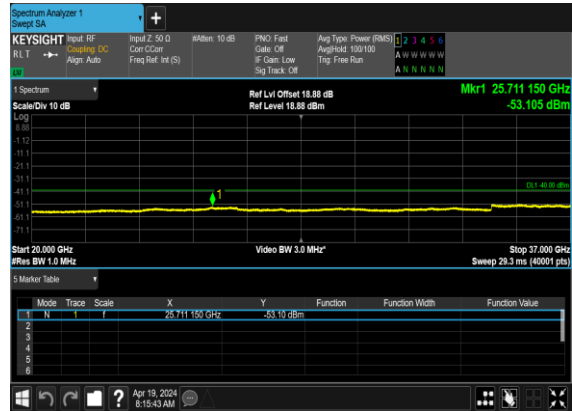 Spectrum Analyzer 1
Swept SA
+
KEYSIGHT Input: RF Input Z: 50 Ω #Atten: 10 dB PNO: Fast Avg Type: Power (RMS) 1 2 3 4 5 6
RLT Coupling: DC Corr CCorr Gate: Off Avg|Hold: 100/100 A W W W W W
Align: Auto Freq Ref: Int (S) IF Gain: Low Trig: Free Run
Sig Track: Off A N N N N N
1 Spectrum Ref Lvl Offset 18.88 dB Mkr1 25.711 150 GHz
Scale/Div 10 dB Ref Level 18.88 dBm -53.105 dBm
Log
8.88
-1.12
-11.1
-21.1
-31.1
DL1 -40.00 dBm
-41.1
1
-51.1
-61.1
-71.1
Start 20.000 GHz Video BW 3.0 MHz* Stop 37.000 GHz
#Res BW 1.0 MHz Sweep 29.3 ms (40001 pts)
5 Marker Table
Mode Trace Scale X Y Function Function Width Function Value
1 N 1 f 25.711 150 GHz -53.10 dBm
2
3
4
5
6
? Apr 19, 2024
8:15:43 AM